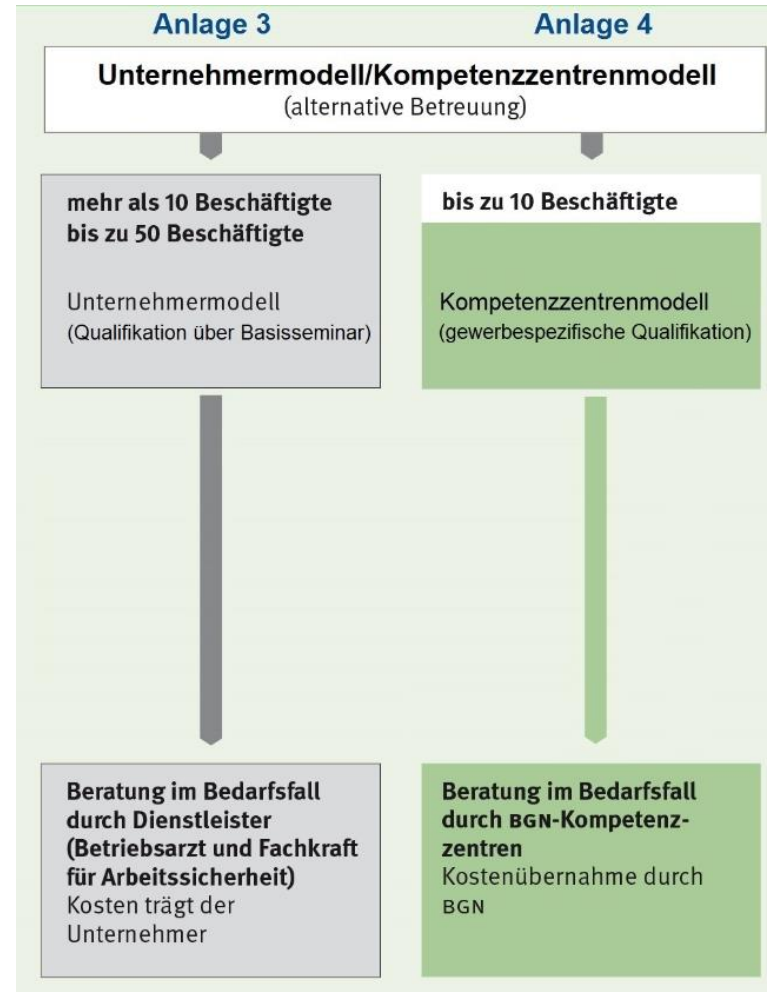 Anlage 3
Anlage 4
Unternehmermodell/Kompetenzzentrenmodell
(alternative Betreuung)
mehr als 10 Beschäftigte
bis zu 50 Beschäftigte
Unternehmermodell
(Qualifikation über Basisseminar)
bis zu 10 Beschäftigte
Kompetenzzentrenmodell
(gewerbespezifische Qualifikation)
Beratung im Bedarfsfall
durch Dienstleister
(Betriebsarzt und Fachkraft
für Arbeitssicherheit)
Kosten trägt der
Unternehmer
Beratung im Bedarfsfall
durch BGN-Kompetenz-
zentren
Kostenübernahme durch
BGN